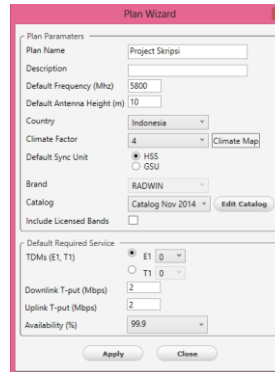 Plan Wizard
Plan Paramaters
Plan Name Project Skripsi
Description
Default Frequency (Mhz) 5800
Default Antenna Height (m) 10
Country Indonesia
Climate Factor 4 Climate Map
Default Sync Unit HSS
GSU
Brand RADWIN
Catalog Catalog Nov 2014 Edit Catalog
Include Licensed Bands
Default Required Service
TDMs (E1, T1) E1 0
T1 0
Downlink T-put (Mbps) 2
Uplink T-put (Mbps) 2
Availability (%) 99.9
Apply Close